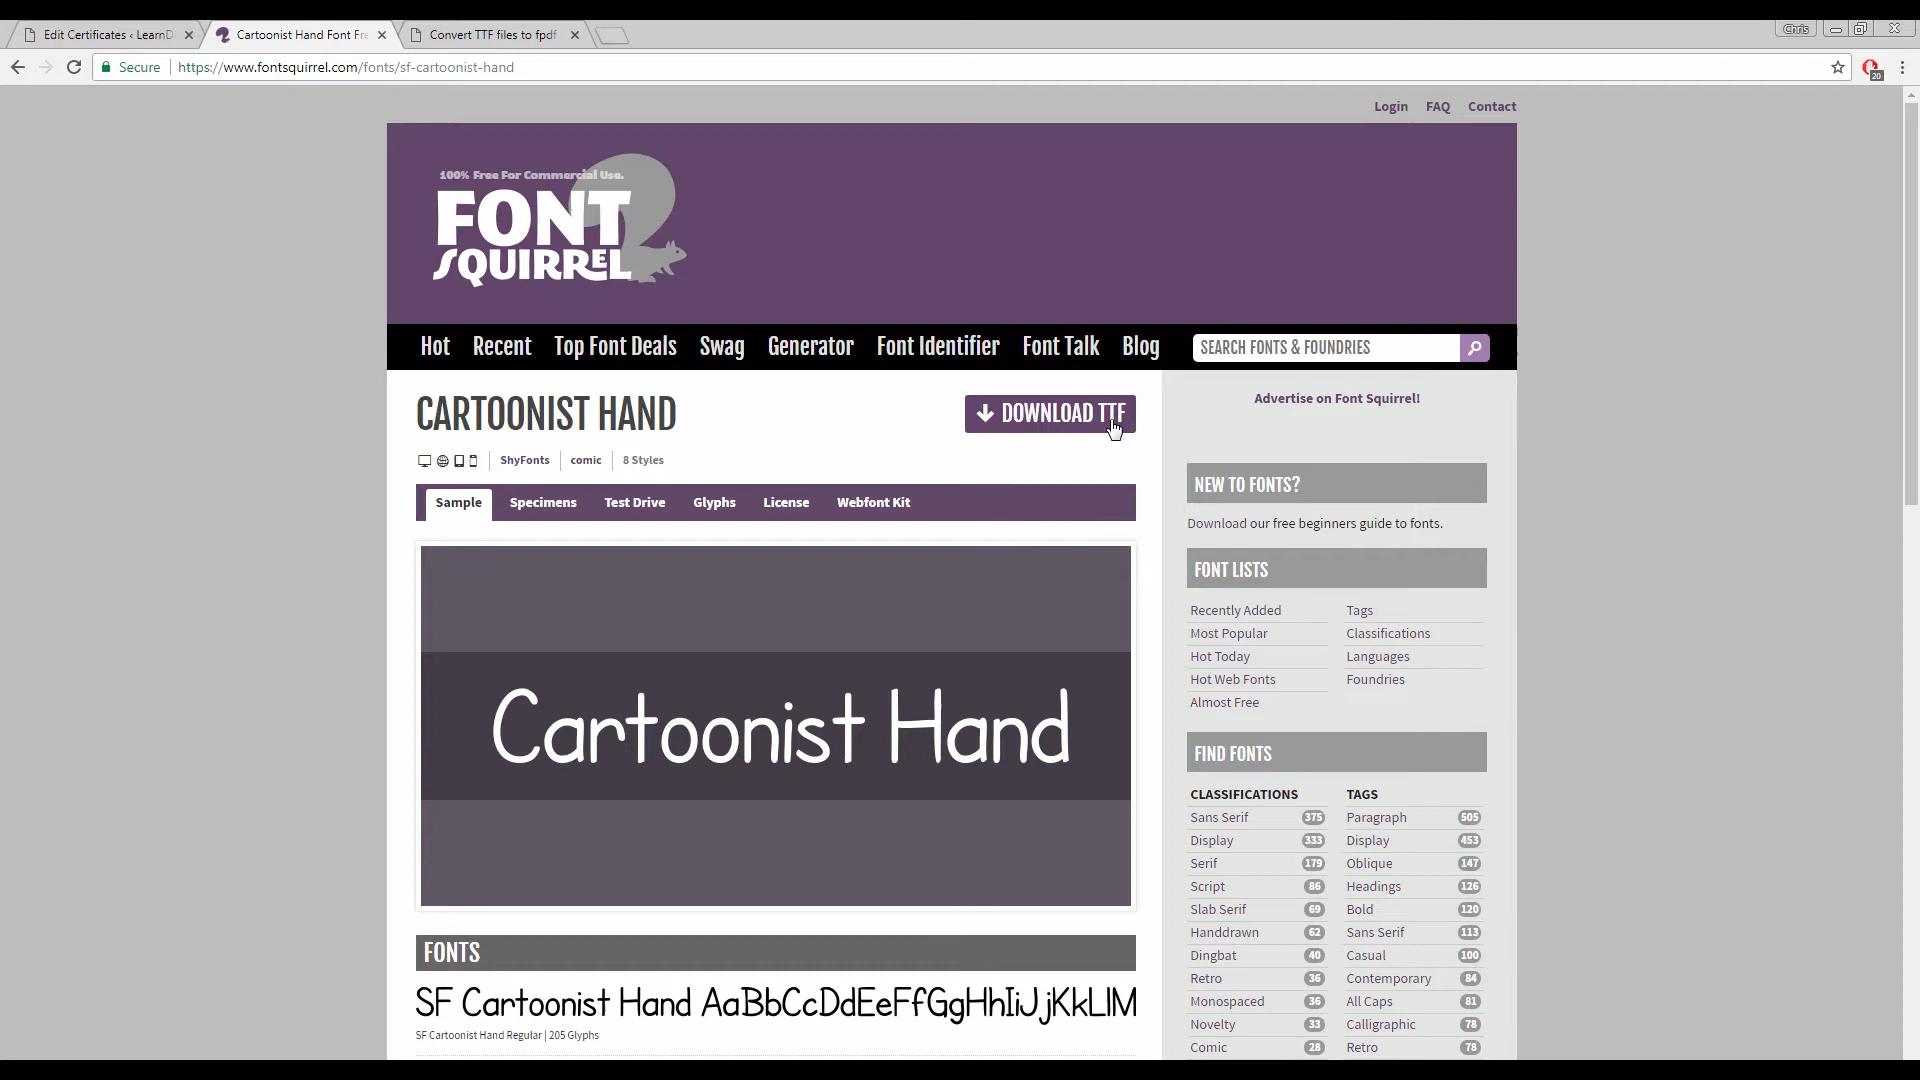 Edit Certificates ‹ LearnD
Cartoonist Hand Font Fre
Convert TTF files to fpdf
Chris
Secure
https://www.fontsquirrel.com/fonts/sf-cartoonist-hand
20
Login FAQ Contact
100% Free For Commercial Use.
FONT
SQUIRREL
Hot Recent Top Font Deals Swag Generator Font Identifier Font Talk Blog
SEARCH FONTS & FOUNDRIES
CARTOONIST HAND
DOWNLOAD TTF
ShyFonts comic 8 Styles
Sample Specimens Test Drive Glyphs License Webfont Kit
Cartoonist Hand
FONTS
SF Cartoonist Hand AaBbCcDdEeFfGgHhIiJjKkLlM
SF Cartoonist Hand Regular | 205 Glyphs
Advertise on Font Squirrel!
NEW TO FONTS?
Download our free beginners guide to fonts.
FONT LISTS
Recently Added Tags
Most Popular Classifications
Hot Today Languages
Hot Web Fonts Foundries
Almost Free
FIND FONTS
CLASSIFICATIONS TAGS
Sans Serif 375 Paragraph 505
Display 333 Display 453
Serif 179 Oblique 147
Script 86 Headings 126
Slab Serif 69 Bold 120
Handdrawn 62 Sans Serif 113
Dingbat 40 Casual 100
Retro 36 Contemporary 84
Monospaced 36 All Caps 81
Novelty 33 Calligraphic 78
Comic 28 Retro 78